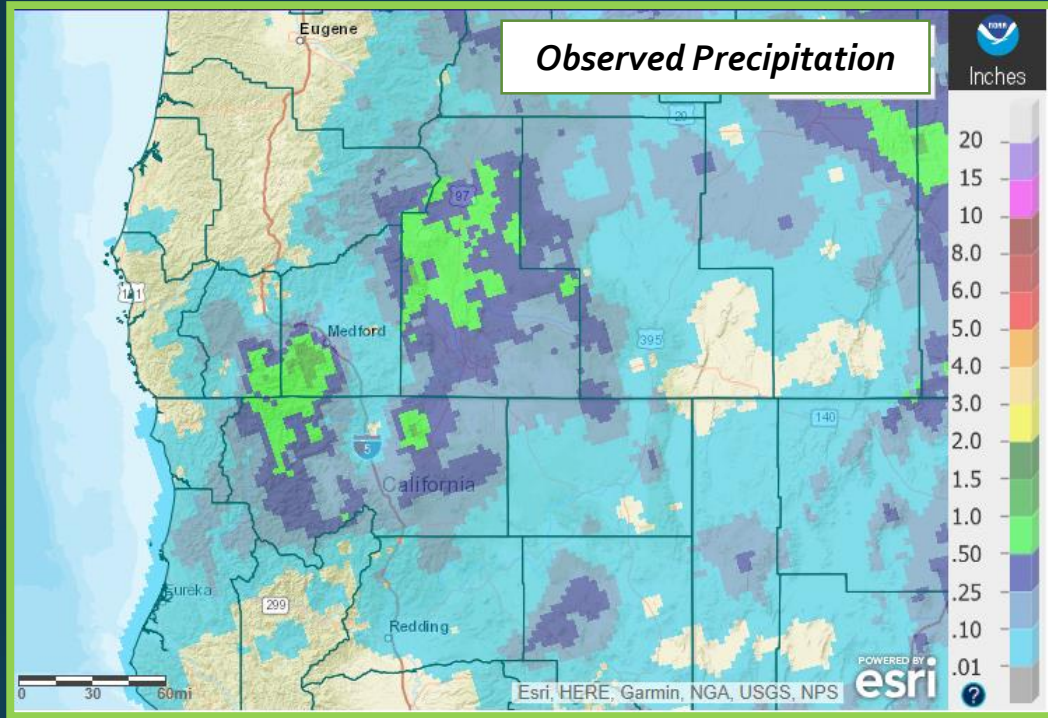 Eugene
Observed Precipitation
NOAA
Inches
20
20
15
97
10
8.0
6.0
101
Medford
5.0
395
4.0
3.0
140
2.0
5
1.5
California
1.0
.50
.25
Eureka
299
.10
Redding
.01
POWERED BY
esri
0 30 60mi
Esri, HERE, Garmin, NGA, USGS, NPS
?